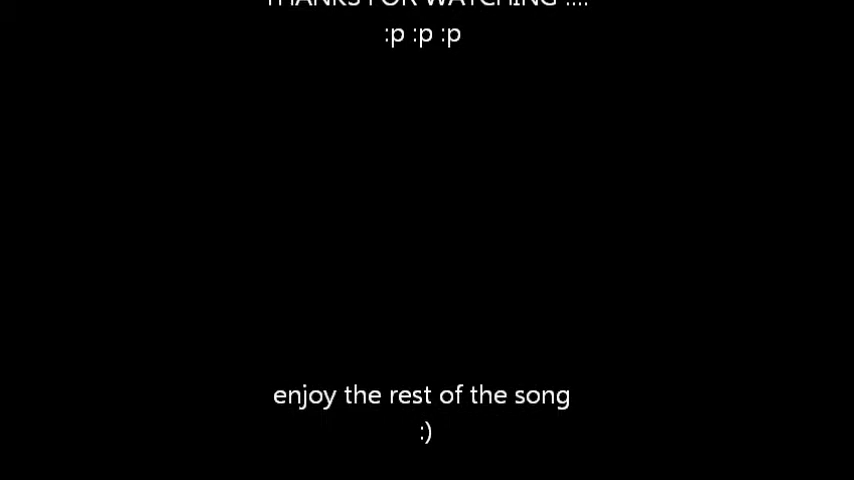 THANKS FOR WATCHING ....
:p :p :p
enjoy the rest of the song
:)